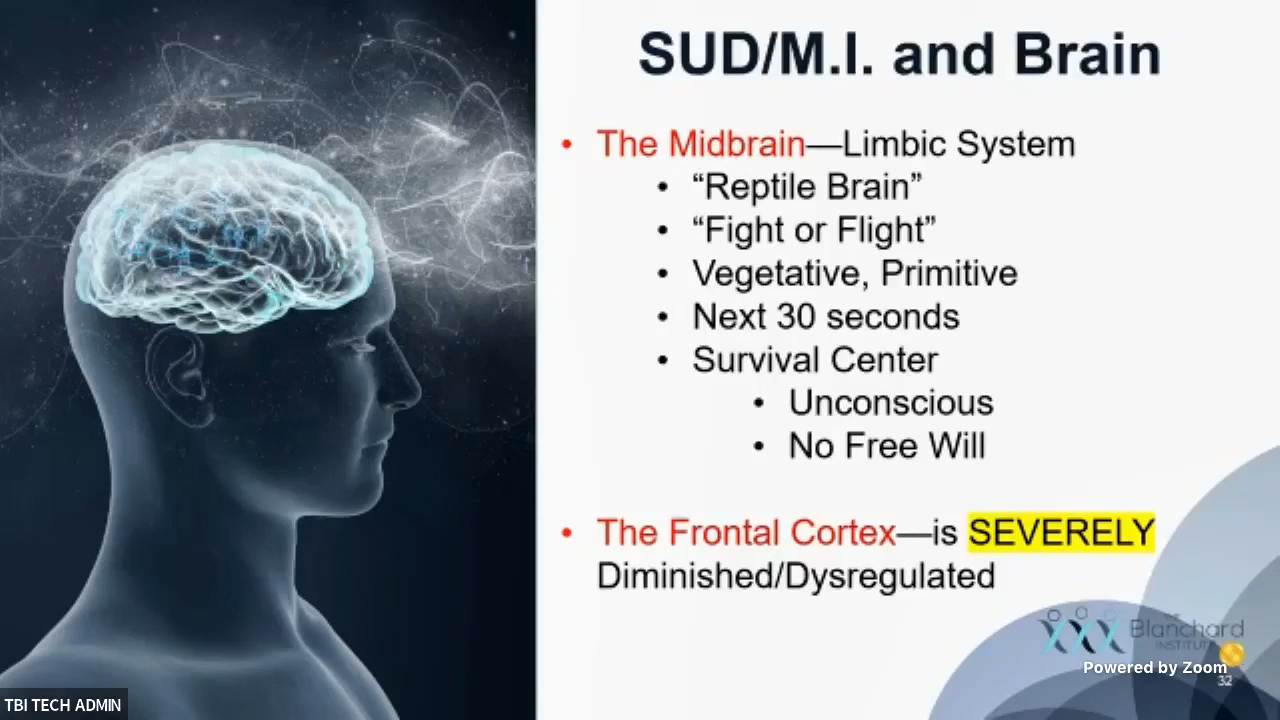 SUD/M.I. and Brain
• The Midbrain—Limbic System
• “Reptile Brain”
• “Fight or Flight”
• Vegetative, Primitive
• Next 30 seconds
• Survival Center
• Unconscious
• No Free Will
• The Frontal Cortex—is SEVERELY
Diminished/Dysregulated
Blanchard
INSTITUTE
Powered by Zoom
32
TBI TECH ADMIN